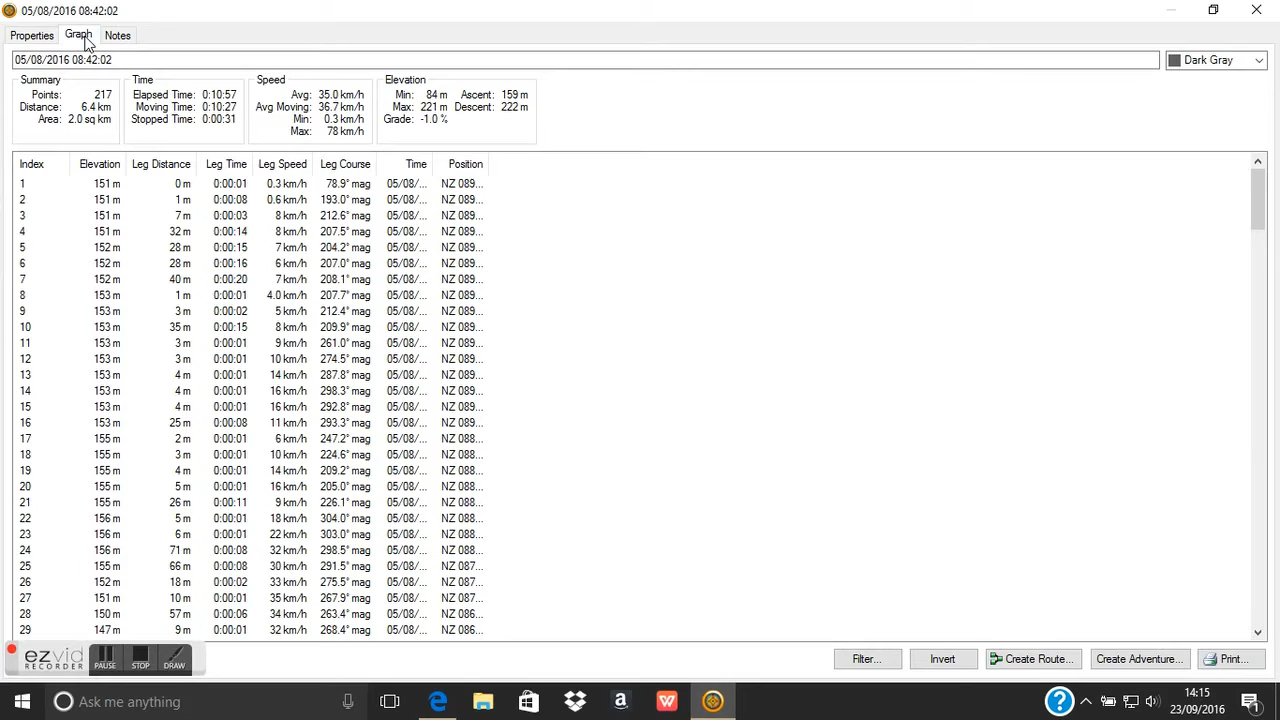 05/08/2016 08:42:02
Properties Graph Notes
05/08/2016 08:42:02 Dark Gray
Summary Time Speed Elevation
Points: 217 Elapsed Time: 0:10:57 Avg: 35.0 km/h Min: 84 m Ascent: 159 m
Distance: 6.4 km Moving Time: 0:10:27 Avg Moving: 36.7 km/h Max: 221 m Descent: 222 m
Area: 2.0 sq km Stopped Time: 0:00:31 Min: 0.3 km/h Grade: -1.0 %
Max: 78 km/h
Index Elevation Leg Distance Leg Time Leg Speed Leg Course Time Position
1 151 m 0 m 0:00:01 0.3 km/h 78.9° mag 05/08/... NZ 089...
2 151 m 1 m 0:00:08 0.6 km/h 193.0° mag 05/08/... NZ 089...
3 151 m 7 m 0:00:03 8 km/h 212.6° mag 05/08/... NZ 089...
4 151 m 32 m 0:00:14 8 km/h 207.5° mag 05/08/... NZ 089...
5 152 m 28 m 0:00:15 7 km/h 204.2° mag 05/08/... NZ 089...
6 152 m 28 m 0:00:16 6 km/h 207.0° mag 05/08/... NZ 089...
7 152 m 40 m 0:00:20 7 km/h 208.1° mag 05/08/... NZ 089...
8 153 m 1 m 0:00:01 4.0 km/h 207.7° mag 05/08/... NZ 089...
9 153 m 3 m 0:00:02 5 km/h 212.4° mag 05/08/... NZ 089...
10 153 m 35 m 0:00:15 8 km/h 209.9° mag 05/08/... NZ 089...
11 153 m 3 m 0:00:01 9 km/h 261.0° mag 05/08/... NZ 089...
12 153 m 3 m 0:00:01 10 km/h 274.5° mag 05/08/... NZ 089...
13 153 m 4 m 0:00:01 14 km/h 287.8° mag 05/08/... NZ 089...
14 153 m 4 m 0:00:01 16 km/h 298.3° mag 05/08/... NZ 089...
15 153 m 4 m 0:00:01 16 km/h 292.8° mag 05/08/... NZ 089...
16 153 m 25 m 0:00:08 11 km/h 293.3° mag 05/08/... NZ 089...
17 155 m 2 m 0:00:01 6 km/h 247.2° mag 05/08/... NZ 088...
18 155 m 3 m 0:00:01 10 km/h 224.6° mag 05/08/... NZ 088...
19 155 m 4 m 0:00:01 14 km/h 209.2° mag 05/08/... NZ 088...
20 155 m 5 m 0:00:01 16 km/h 205.0° mag 05/08/... NZ 088...
21 155 m 26 m 0:00:11 9 km/h 226.1° mag 05/08/... NZ 088...
22 156 m 5 m 0:00:01 18 km/h 304.0° mag 05/08/... NZ 088...
23 156 m 6 m 0:00:01 22 km/h 303.0° mag 05/08/... NZ 088...
24 156 m 71 m 0:00:08 32 km/h 298.5° mag 05/08/... NZ 088...
25 155 m 66 m 0:00:08 30 km/h 291.5° mag 05/08/... NZ 087...
26 152 m 18 m 0:00:02 33 km/h 275.5° mag 05/08/... NZ 087...
27 151 m 10 m 0:00:01 35 km/h 267.9° mag 05/08/... NZ 087...
28 150 m 57 m 0:00:06 34 km/h 263.4° mag 05/08/... NZ 086...
29 147 m 9 m 0:00:01 32 km/h 268.4° mag 05/08/... NZ 086...
ezvid RECORDER PAUSE STOP DRAW Filter... Invert Create Route... Create Adventure... Print...
Ask me anything 14:15
23/09/2016